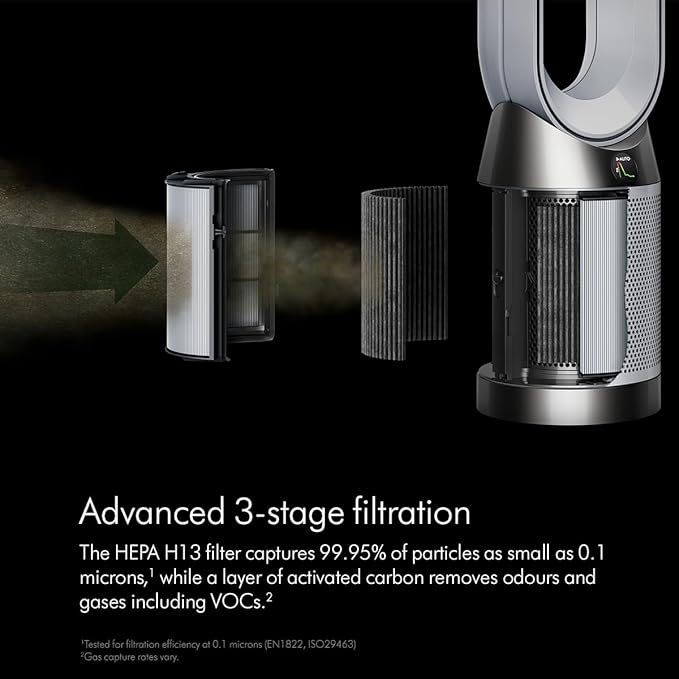 AUTO
Advanced 3-stage filtration
The HEPA H13 filter captures 99.95% of particles as small as 0.1
microns,¹ while a layer of activated carbon removes odours and
gases including VOCs.²
¹Tested for filtration efficiency at 0.1 microns (EN1822, ISO29463)
²Gas capture rates vary.